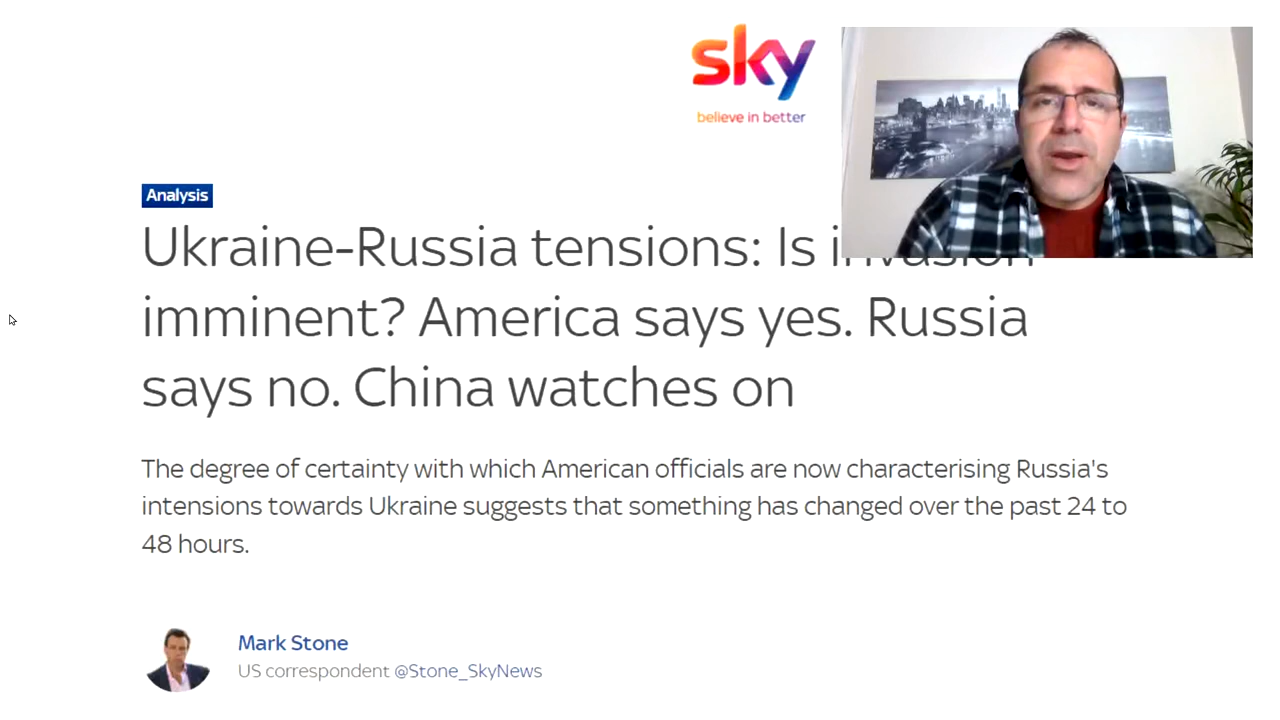 sky
believe in better
Analysis
Ukraine-Russia tensions: Is invasion
imminent? America says yes. Russia
says no. China watches on
The degree of certainty with which American officials are now characterising Russia's
intensions towards Ukraine suggests that something has changed over the past 24 to
48 hours.
Mark Stone
US correspondent @Stone_SkyNews